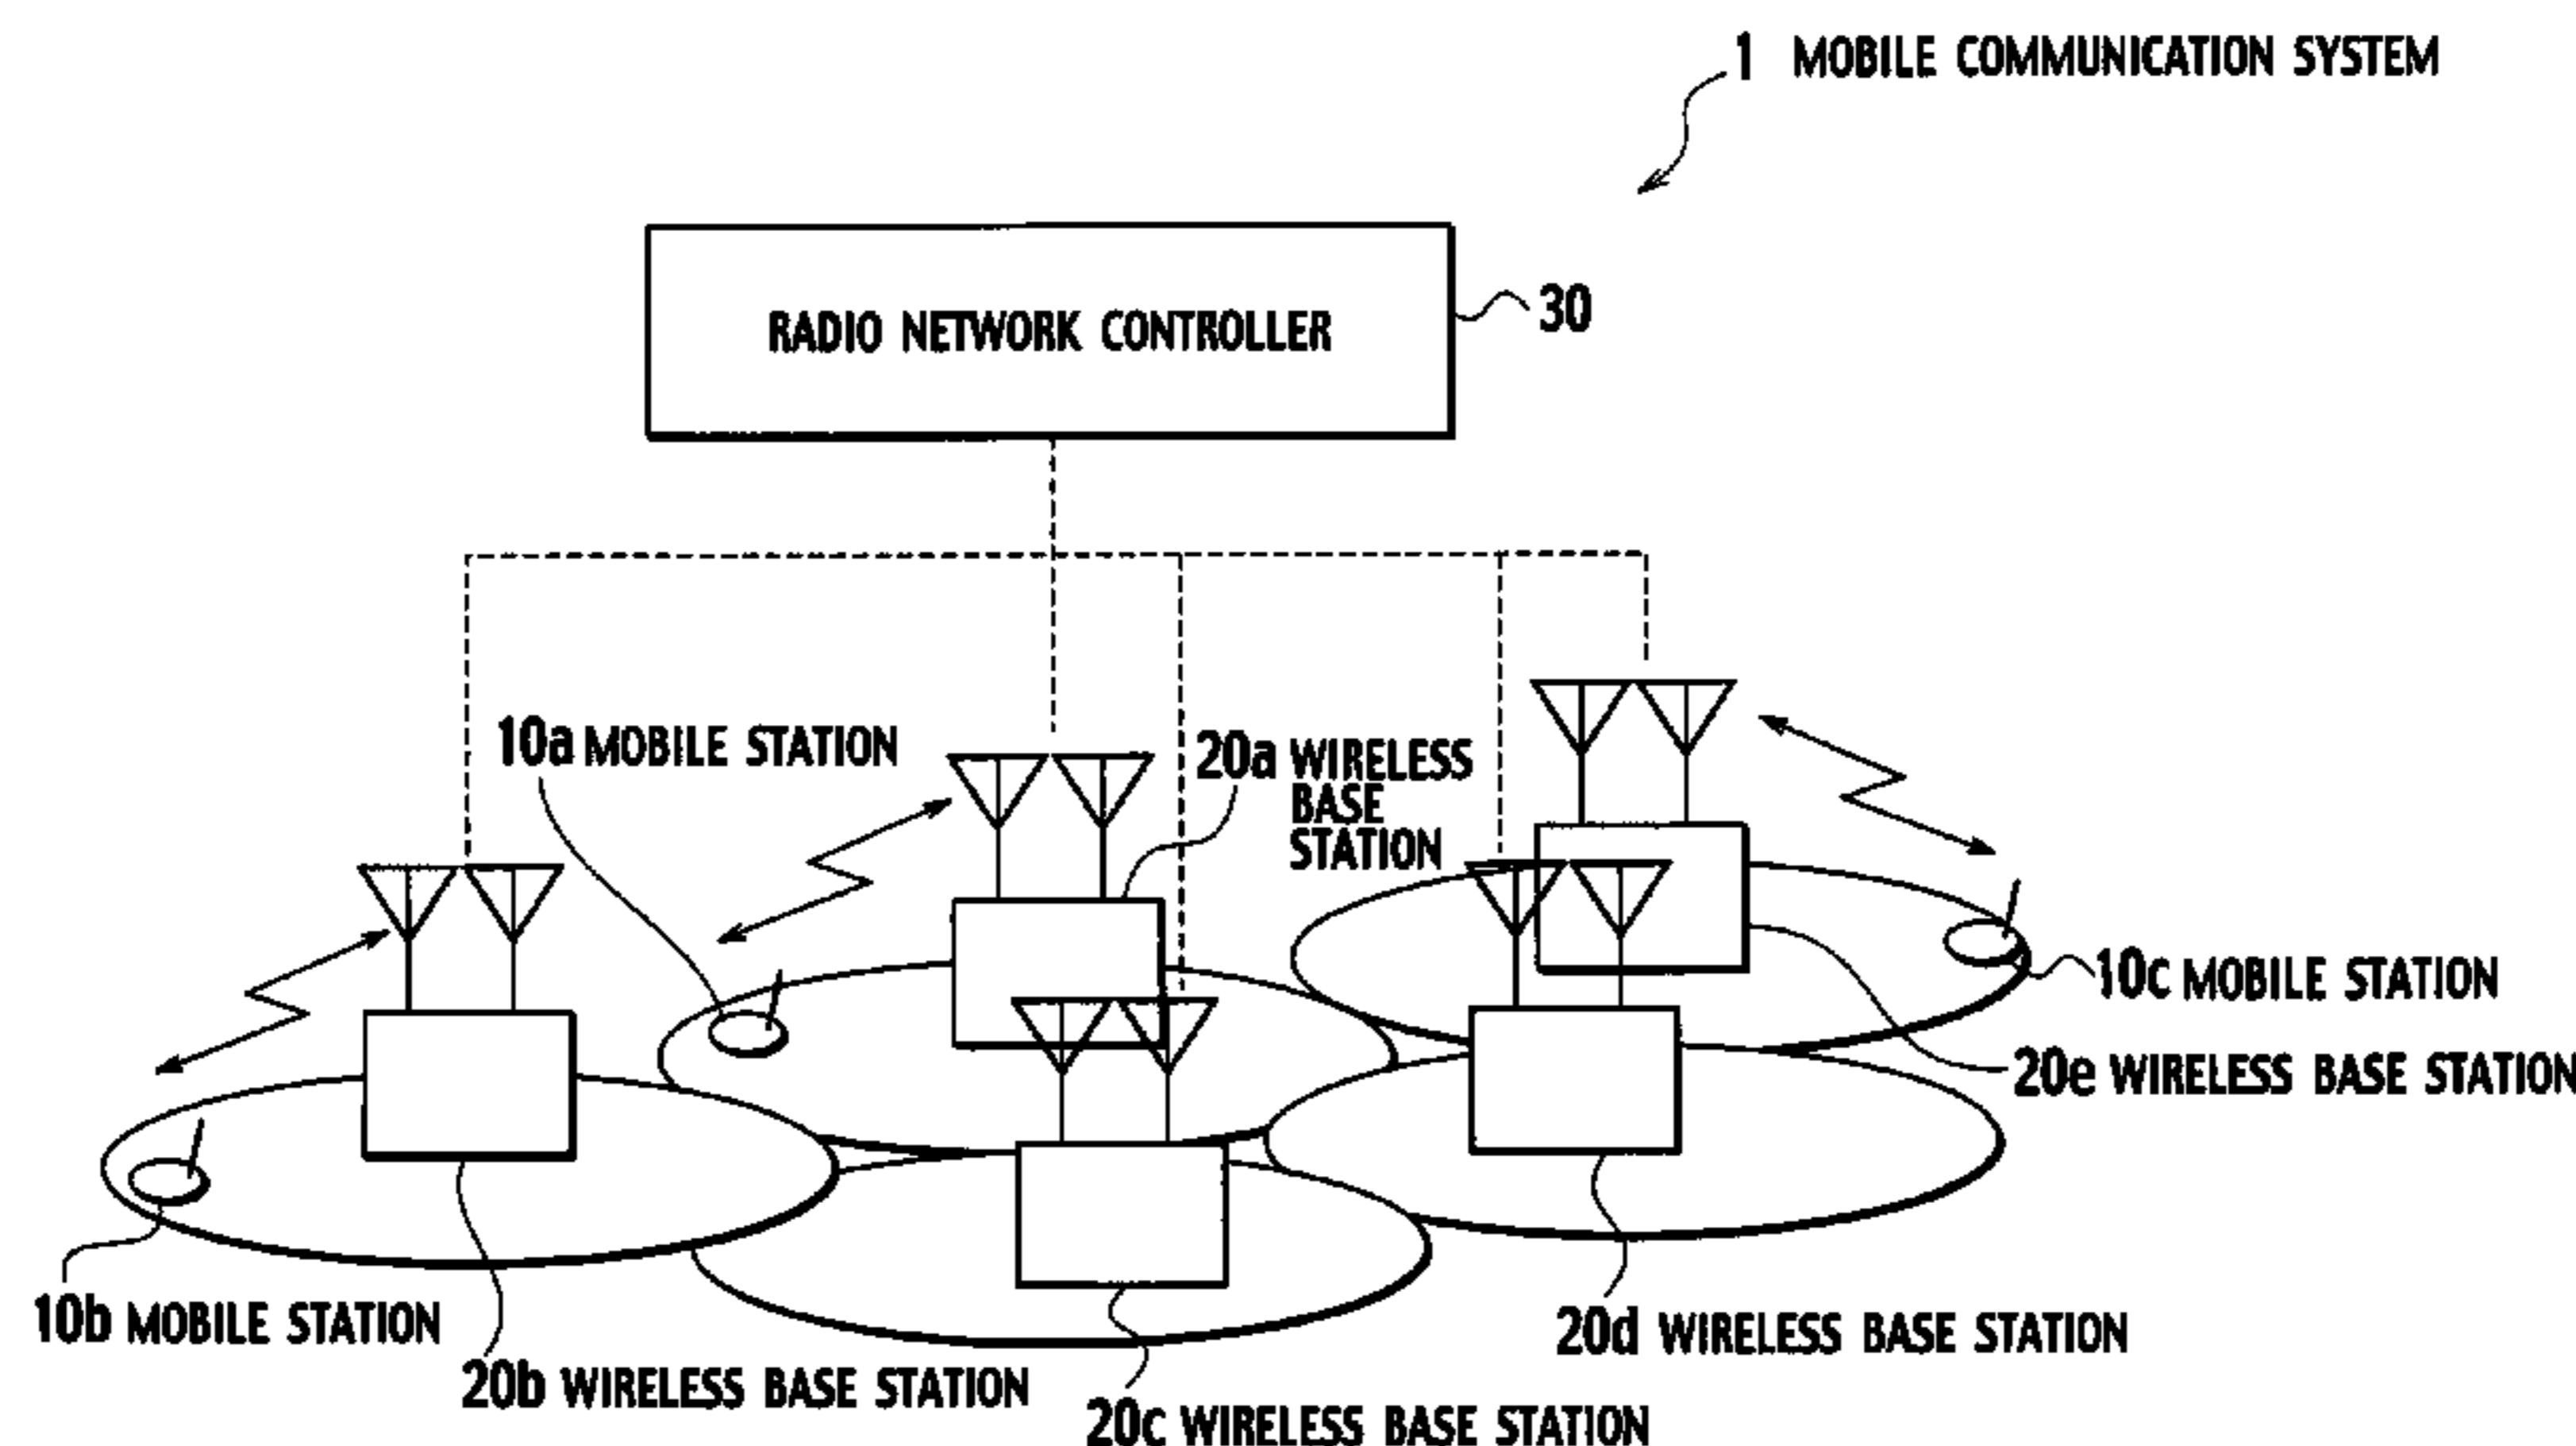 1 MOBILE COMMUNICATION SYSTEM
RADIO NETWORK CONTROLLER
30
10a MOBILE STATION
20a WIRELESS
BASE
STATION
10c MOBILE STATION
20e WIRELESS BASE STATION
10b MOBILE STATION
20d WIRELESS BASE STATION
20b WIRELESS BASE STATION
20c WIRELESS BASE STATION